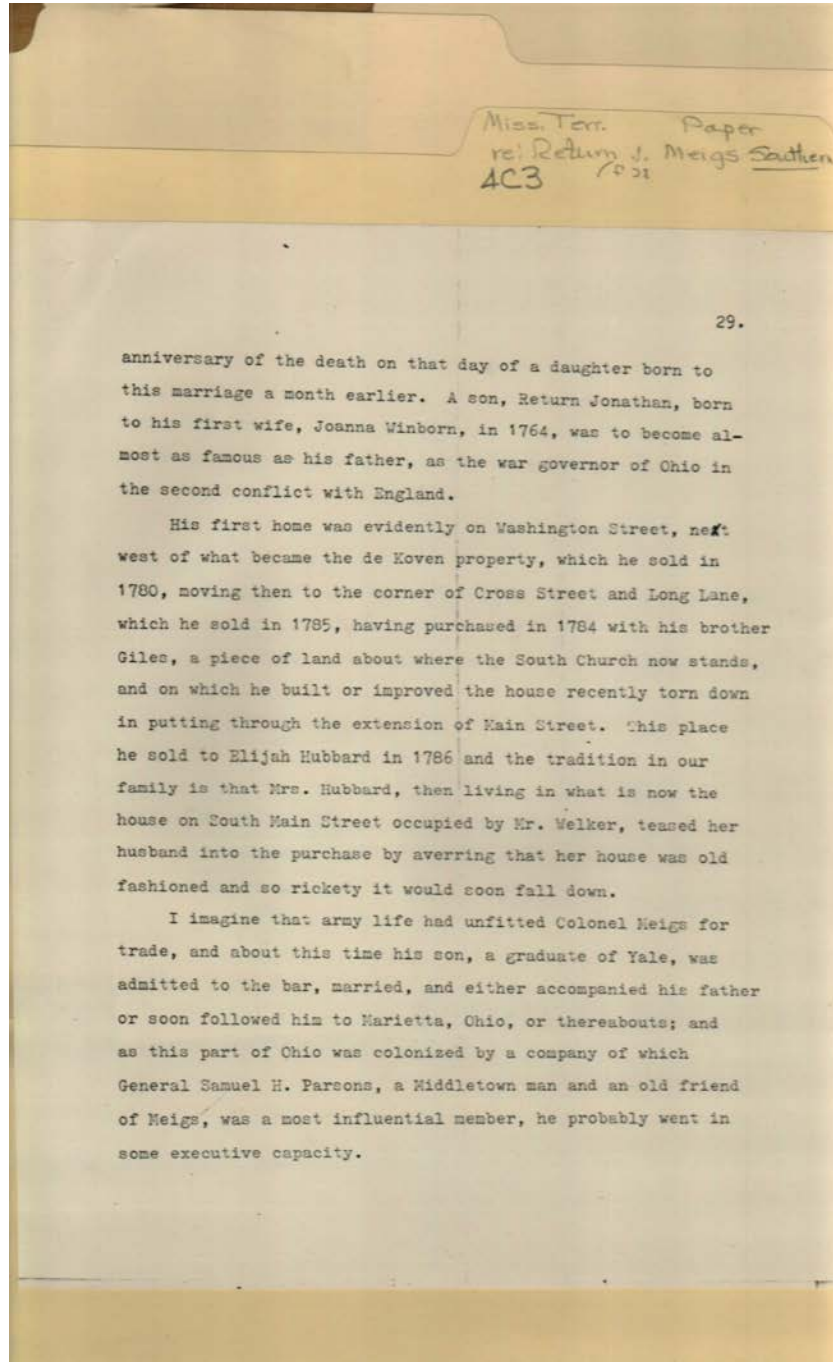 Miss. Terr. Paper
re: Return J. Meigs Southern
4C3
29.
anniversary of the death on that day of a daughter born to
this marriage a month earlier. A son, Return Jonathan, born
to his first wife, Joanna Winborn, in 1764, was to become al-
most as famous as his father, as the war governor of Ohio in
the second conflict with England.
His first home was evidently on Washington Street, next
west of what became the de Koven property, which he sold in
1780, moving then to the corner of Cross Street and Long Lane,
which he sold in 1785, having purchased in 1784 with his brother
Giles, a piece of land about where the South Church now stands,
and on which he built or improved the house recently torn down
in putting through the extension of Main Street. This place
he sold to Elijah Hubbard in 1786 and the tradition in our
family is that Mrs. Hubbard, then living in what is now the
house on South Main Street occupied by Mr. Welker, teased her
husband into the purchase by averring that her house was old
fashioned and so rickety it would soon fall down.
I imagine that army life had unfitted Colonel Meigs for
trade, and about this time his son, a graduate of Yale, was
admitted to the bar, married, and either accompanied his father
or soon followed him to Marietta, Ohio, or thereabouts; and
as this part of Ohio was colonized by a company of which
General Samuel H. Parsons, a Middletown man and an old friend
of Meigs, was a most influential member, he probably went in
some executive capacity.